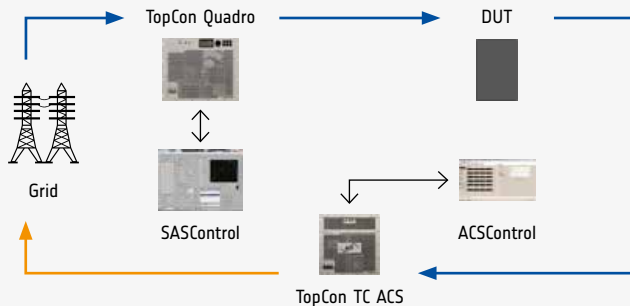 TopCon Quadro
DUT
Grid
SASControl
ACSControl
TopCon TC ACS